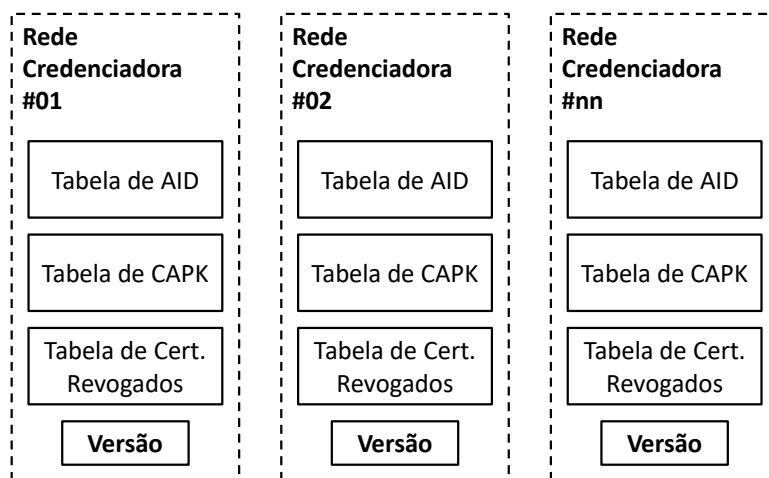 Rede
Credenciadora
#01
Tabela de AID
Tabela de CAPK
Tabela de Cert.
Revogados
Versão
Rede
Credenciadora
#02
Tabela de AID
Tabela de CAPK
Tabela de Cert.
Revogados
Versão
Rede
Credenciadora
#nn
Tabela de AID
Tabela de CAPK
Tabela de Cert.
Revogados
Versão